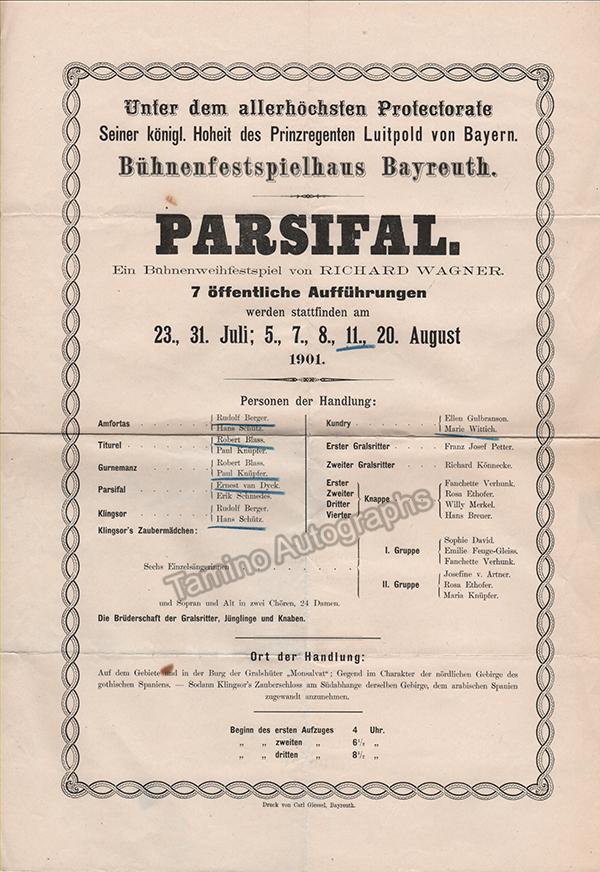 Unter dem allerhöchsten Protectorate
Seiner königl. Hoheit des Prinzregenten Luitpold von Bayern.
Bühnenfestspielhaus Bayreuth.
PARSIFAL.
Ein Bühnenweihfestspiel von RICHARD WAGNER.
7 öffentliche Aufführungen
werden stattfinden am
23., 31. Juli; 5., 7., 8., 11., 20. August
1901.
Personen der Handlung:
Amfortas Rudolf Berger.
Hans Schütz.
Titurel Robert Blass.
Paul Knüpfer.
Gurnemanz Robert Blass.
Paul Knüpfer.
Parsifal Ernest van Dyck.
Erik Schmedes.
Klingsor Rudolf Berger.
Hans Schütz.
Klingsor's Zaubermädchen:
Kundry Ellen Gulbranson.
Marie Wittich.
Erster Gralsritter Franz Josef Petter.
Zweiter Gralsritter Richard Könnecke.
Erster Knappe Fanchette Verhunk.
Zweiter Rosa Ethofer.
Dritter Willy Merkel.
Vierter Hans Breuer.
Sechs Einzelsängerinnen
I. Gruppe Sophie David.
Emilie Feuge-Gleiss.
Fanchette Verhunk.
II. Gruppe Josefine v. Artner.
Rosa Ethofer.
Maria Knüpfer.
und Sopran und Alt in zwei Chören, 24 Damen.
Die Brüderschaft der Gralsritter, Jünglinge und Knaben.
Ort der Handlung:
Auf dem Gebiete und in der Burg der Gralshüter „Monsalvat“; Gegend im Charakter der nördlichen Gebirge des
gothischen Spaniens. — Sodann Klingsor's Zauberschloss am Südabhange derselben Gebirge, dem arabischen Spanien
zugewandt anzunehmen.
Beginn des ersten Aufzuges 4 Uhr.
„ „ zweiten „ 6½ „
„ „ dritten „ 8½ „
Druck von Carl Giessel, Bayreuth.
Tamino Autographs